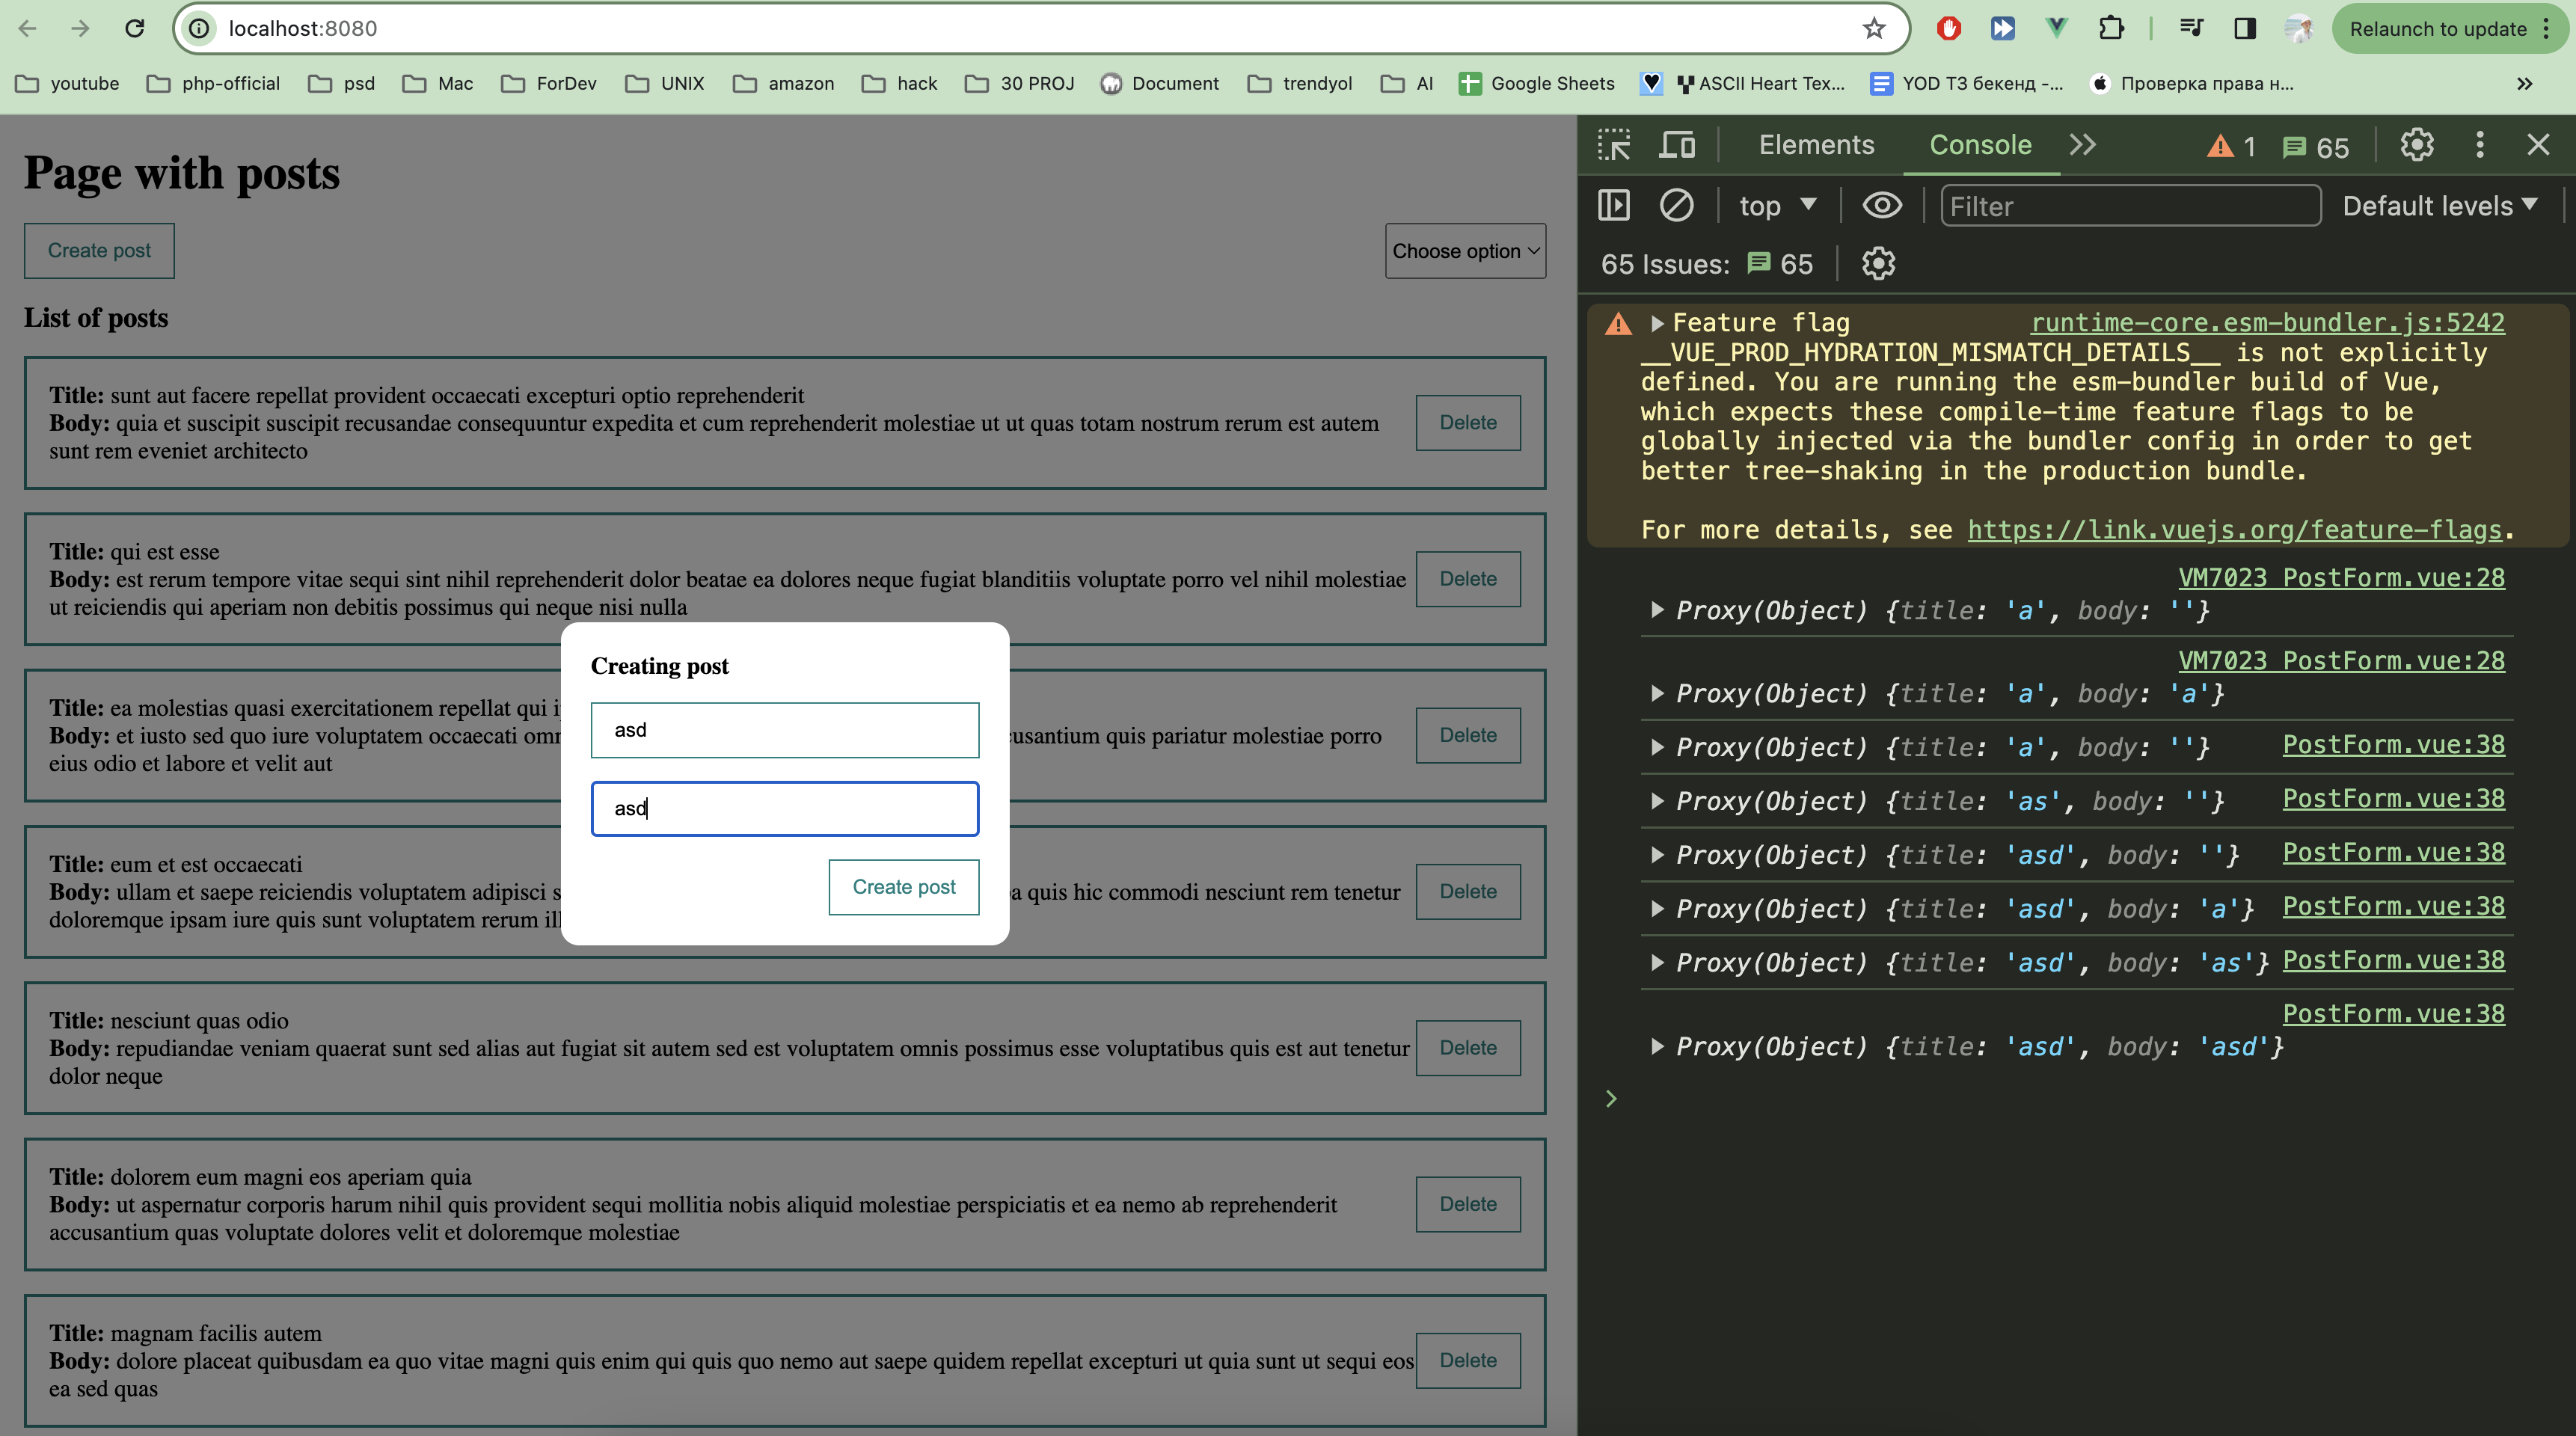 localhost:8080
Relaunch to update
youtube
php-official
psd
Mac
ForDev
UNIX
amazon
hack
30 PROJ
Document
trendyol
AI
Google Sheets
ASCII Heart Tex...
YOD ТЗ бекенд -...
Проверка права н...
Page with posts
Create post
Choose option
List of posts
Title: sunt aut facere repellat provident occaecati excepturi optio reprehenderit
Body: quia et suscipit suscipit recusandae consequuntur expedita et cum reprehenderit molestiae ut ut quas totam nostrum rerum est autem
sunt rem eveniet architecto
Delete
Title: qui est esse
Body: est rerum tempore vitae sequi sint nihil reprehenderit dolor beatae ea dolores neque fugiat blanditiis voluptate porro vel nihil molestiae
ut reiciendis qui aperiam non debitis possimus qui neque nisi nulla
Delete
Title: ea molestias quasi exercitationem repellat qui i
Body: et iusto sed quo iure voluptatem occaecati omn
cusantium quis pariatur molestiae porro
eius odio et labore et velit aut
Delete
Title: eum et est occaecati
Body: ullam et saepe reiciendis voluptatem adipisci s
a quis hic commodi nesciunt rem tenetur
doloremque ipsam iure quis sunt voluptatem rerum ill
Delete
Title: nesciunt quas odio
Body: repudiandae veniam quaerat sunt sed alias aut fugiat sit autem sed est voluptatem omnis possimus esse voluptatibus quis est aut tenetur
dolor neque
Delete
Title: dolorem eum magni eos aperiam quia
Body: ut aspernatur corporis harum nihil quis provident sequi mollitia nobis aliquid molestiae perspiciatis et ea nemo ab reprehenderit
accusantium quas voluptate dolores velit et doloremque molestiae
Delete
Title: magnam facilis autem
Body: dolore placeat quibusdam ea quo vitae magni quis enim qui quis quo nemo aut saepe quidem repellat excepturi ut quia sunt ut sequi eos
ea sed quas
Delete
Creating post
asd
asd
Create post
Elements
Console
1
65
top
Filter
Default levels
65 Issues:
65
Feature flag
runtime-core.esm-bundler.js:5242
__VUE_PROD_HYDRATION_MISMATCH_DETAILS__ is not explicitly
defined. You are running the esm-bundler build of Vue,
which expects these compile-time feature flags to be
globally injected via the bundler config in order to get
better tree-shaking in the production bundle.
For more details, see https://link.vuejs.org/feature-flags.
VM7023 PostForm.vue:28
Proxy(Object) {title: 'a', body: ''}
VM7023 PostForm.vue:28
Proxy(Object) {title: 'a', body: 'a'}
Proxy(Object) {title: 'a', body: ''}
PostForm.vue:38
Proxy(Object) {title: 'as', body: ''}
PostForm.vue:38
Proxy(Object) {title: 'asd', body: ''}
PostForm.vue:38
Proxy(Object) {title: 'asd', body: 'a'}
PostForm.vue:38
Proxy(Object) {title: 'asd', body: 'as'}
PostForm.vue:38
PostForm.vue:38
Proxy(Object) {title: 'asd', body: 'asd'}